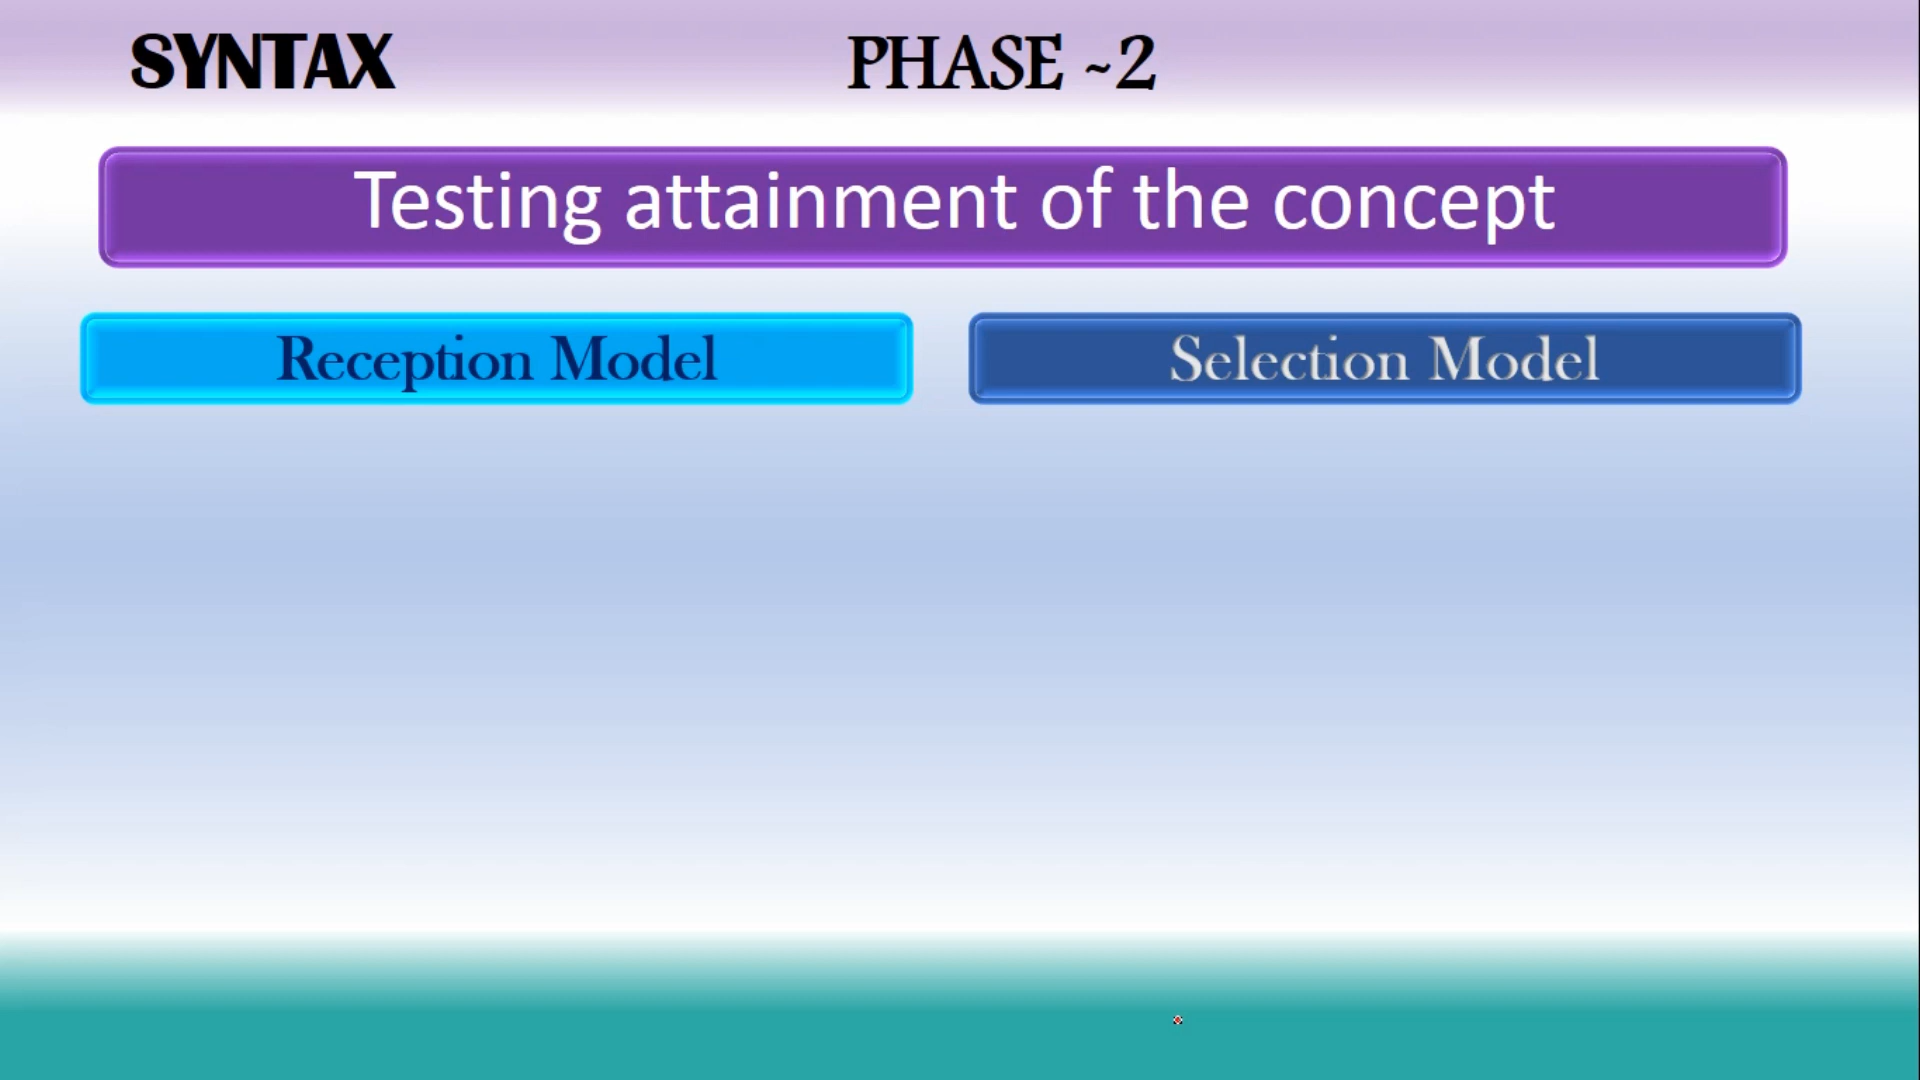 SYNTAX
PHASE ~2
Testing attainment of the concept
Reception Model
Selection Model